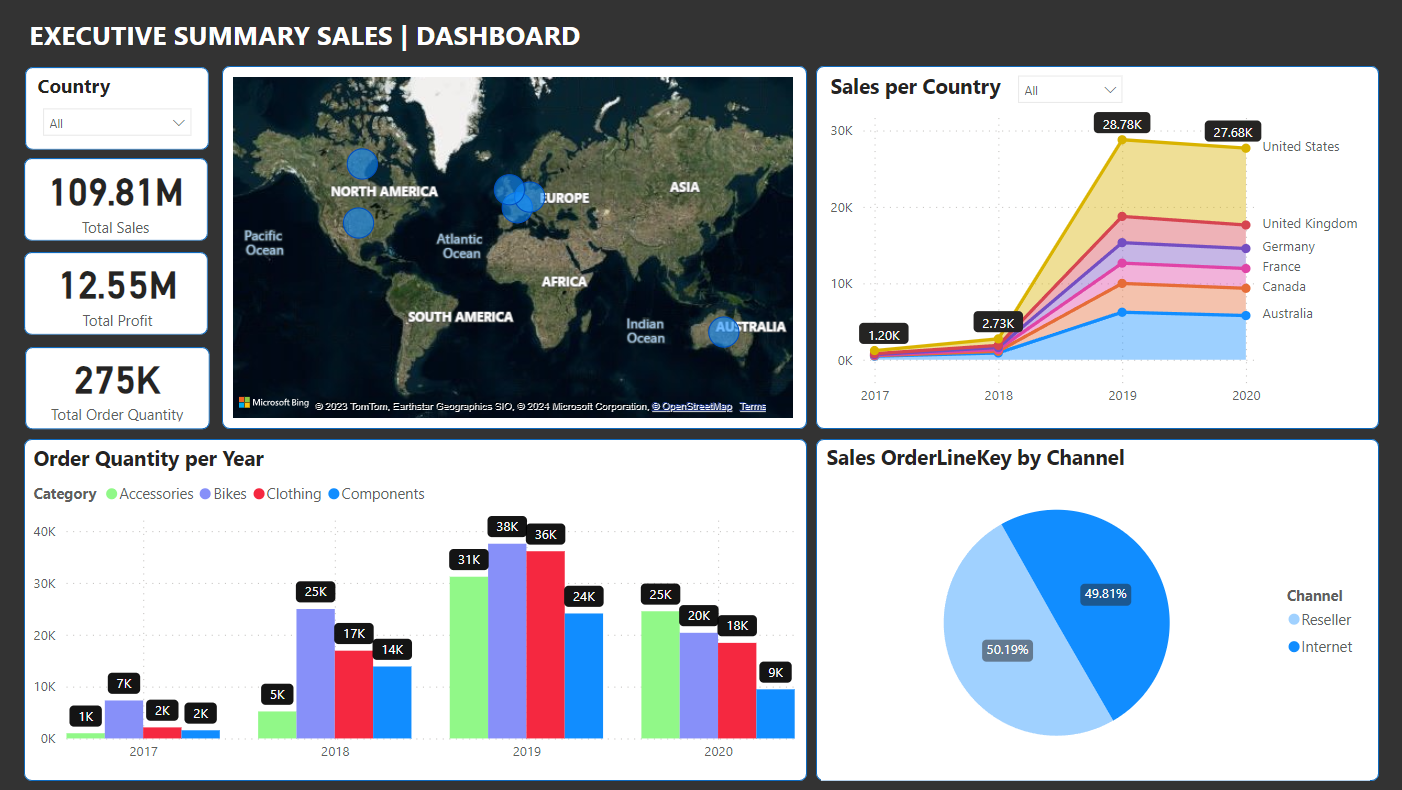 EXECUTIVE SUMMARY SALES | DASHBOARD
Country
All
109.81M
Total Sales
12.55M
Total Profit
275K
Total Order Quantity
NORTH AMERICA
EUROPE
ASIA
Pacific
Ocean
Atlantic
Ocean
AFRICA
SOUTH AMERICA
Indian
Ocean
AUSTRALIA
Microsoft Bing
© 2023 TomTom, Earthstar Geographics SIO, © 2024 Microsoft Corporation, © OpenStreetMap Terms
Sales per Country
All
30K
20K
10K
0K
1.20K
2.73K
28.78K
27.68K
United States
United Kingdom
Germany
France
Canada
Australia
2017 2018 2019 2020
Order Quantity per Year
Category Accessories Bikes Clothing Components
40K
30K
20K
10K
0K
1K 7K 2K 2K
5K 25K 17K 14K
31K 38K 36K 24K
25K 20K 18K 9K
2017 2018 2019 2020
Sales OrderLineKey by Channel
49.81%
50.19%
Channel
Reseller
Internet